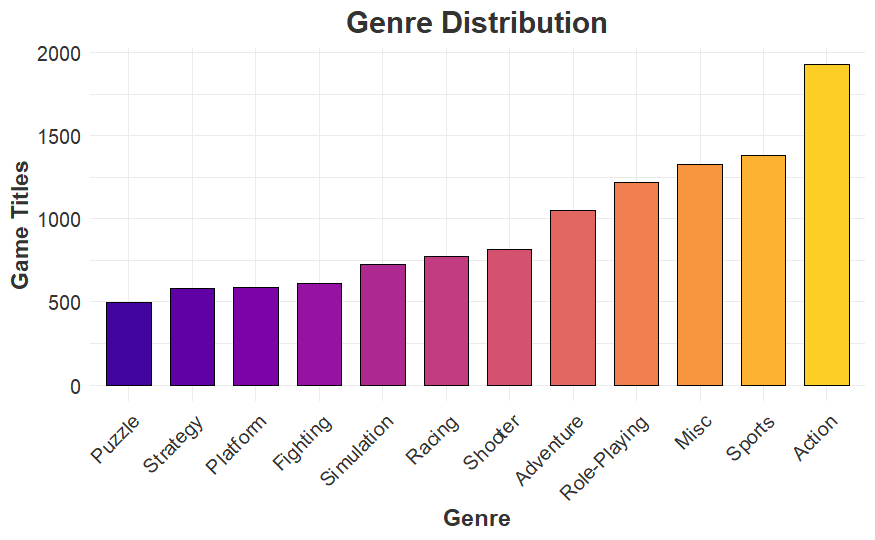 Genre Distribution
Game Titles
2000
1500
1000
500
0
Puzzle
Strategy
Platform
Fighting
Simulation
Racing
Shooter
Adventure
Role-Playing
Misc
Sports
Action
Genre